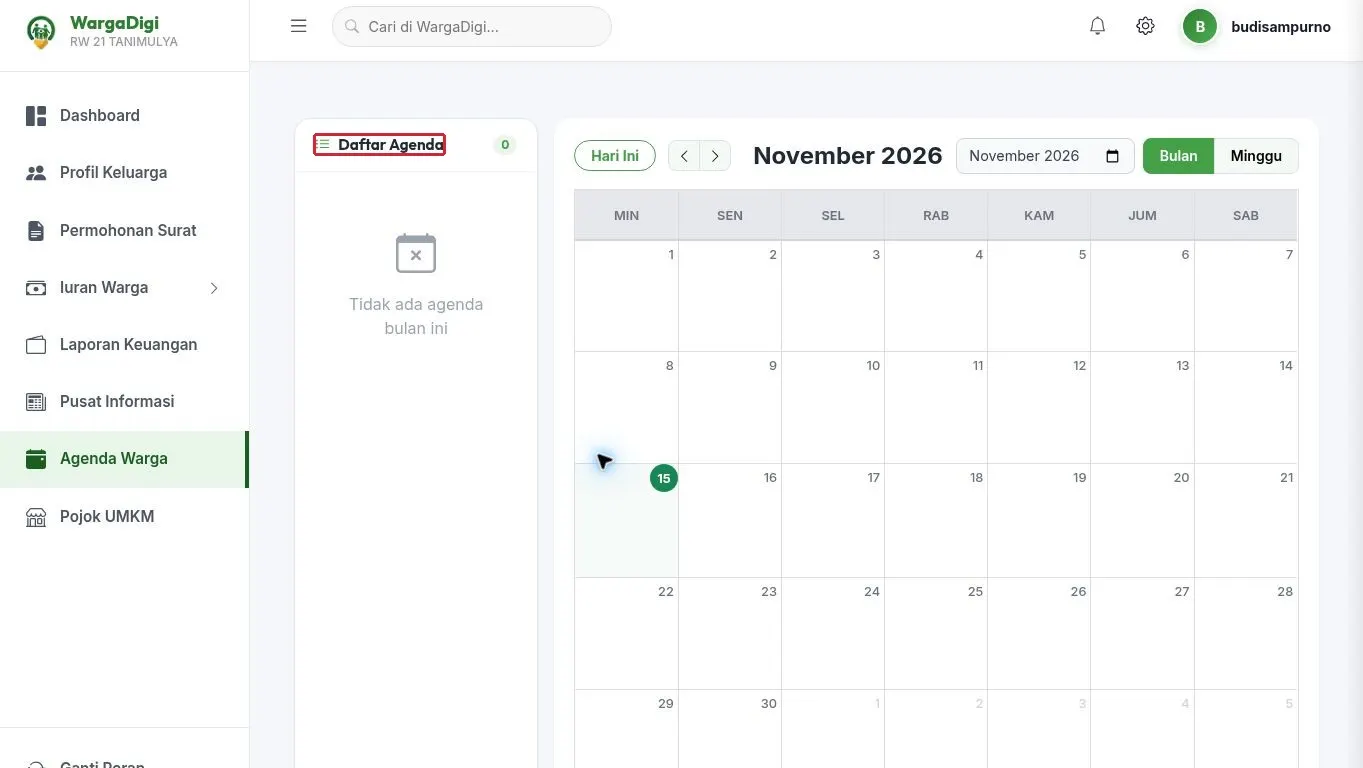 WargaDigi
RW 21 TANIMULYA
Cari di WargaDigi...
B
budisampurno
Dashboard
Profil Keluarga
Permohonan Surat
Iuran Warga
Laporan Keuangan
Pusat Informasi
Agenda Warga
Pojok UMKM
Ganti Peran
Daftar Agenda
0
Tidak ada agenda
bulan ini
Hari Ini
November 2026
November 2026
Bulan
Minggu
MIN SEN SEL RAB KAM JUM SAB
1 2 3 4 5 6 7
8 9 10 11 12 13 14
15 16 17 18 19 20 21
22 23 24 25 26 27 28
29 30 1 2 3 4 5